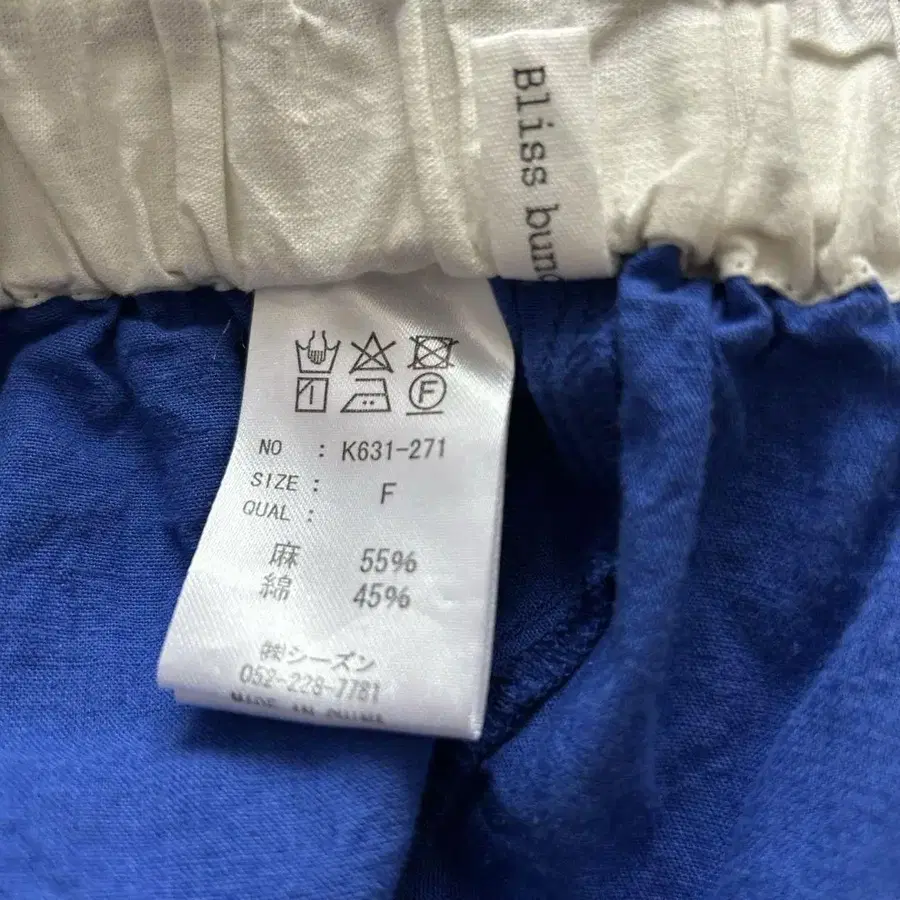 Bliss bunc
NO : K631-271
SIZE : F
QUAL :
麻 55%
綿 45%
㈱シーズン
052-228-7781
MADE IN CHINA
F